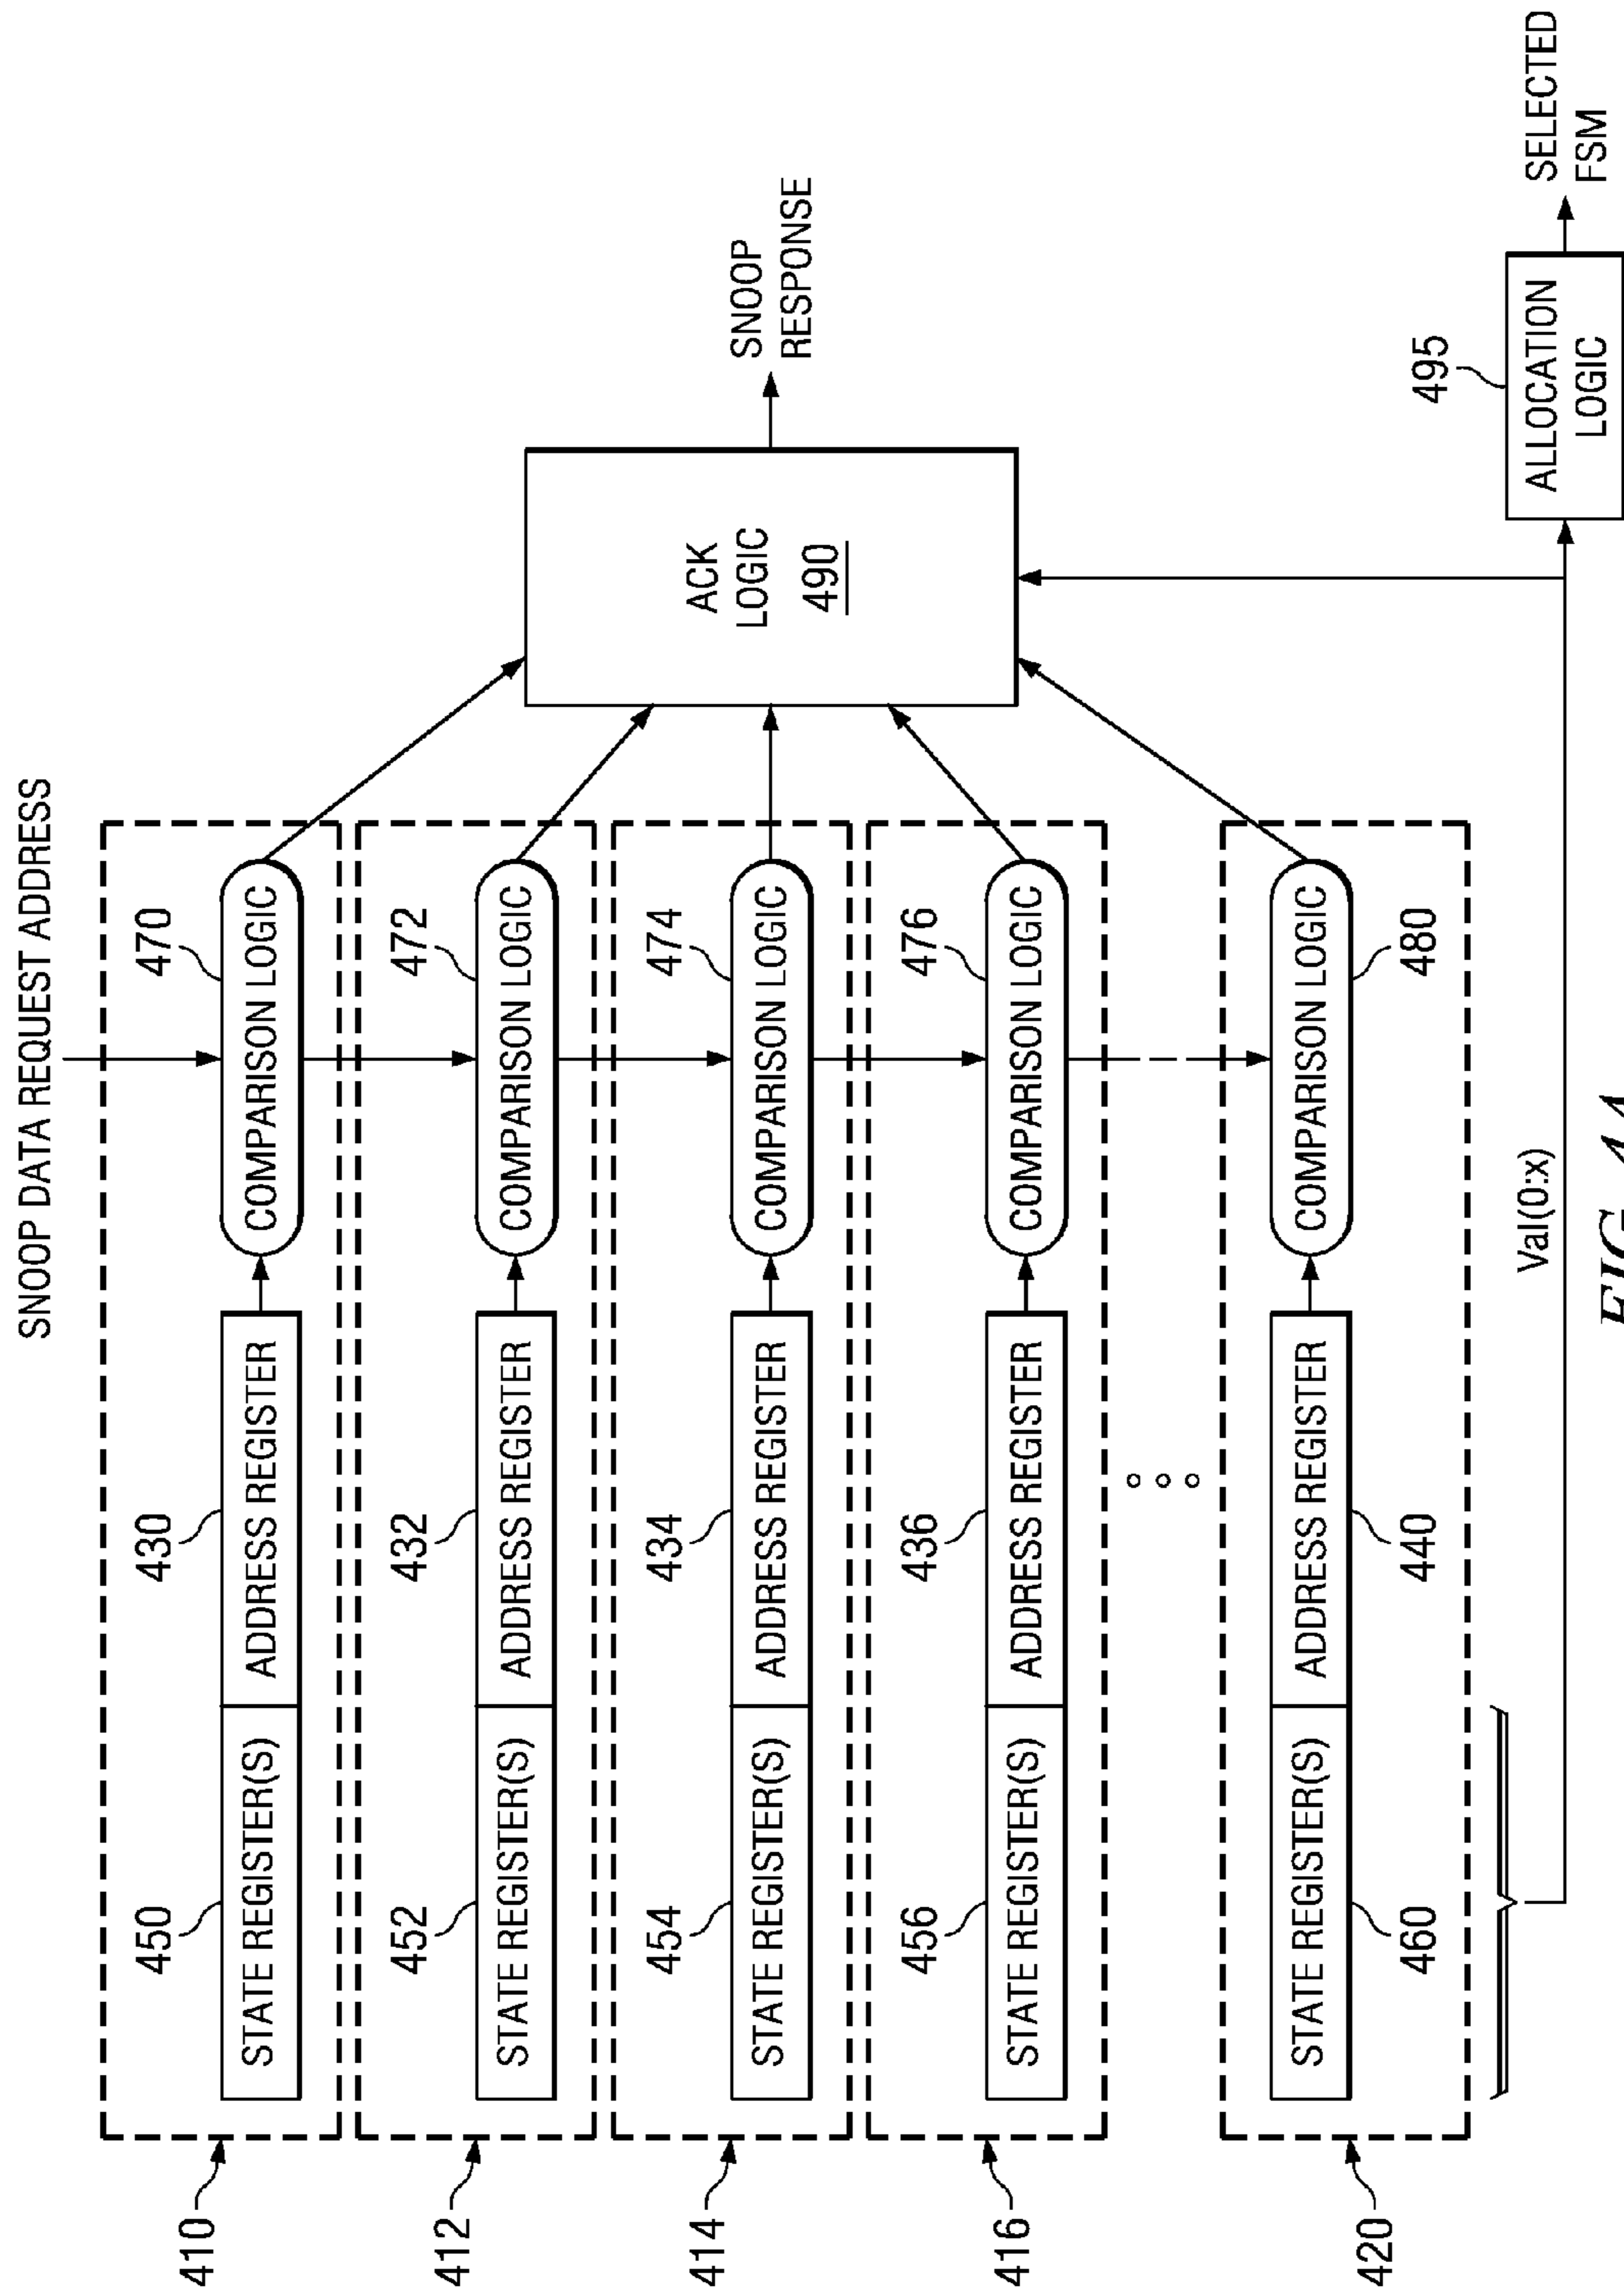 SNOOP DATA REQUEST ADDRESS
410
450
430
470
STATE REGISTER(S)
ADDRESS REGISTER
COMPARISON LOGIC
412
452
432
472
STATE REGISTER(S)
ADDRESS REGISTER
COMPARISON LOGIC
414
454
434
474
STATE REGISTER(S)
ADDRESS REGISTER
COMPARISON LOGIC
416
456
436
476
STATE REGISTER(S)
ADDRESS REGISTER
COMPARISON LOGIC
420
STATE REGISTER(S)
ADDRESS REGISTER
COMPARISON LOGIC
460
440
480
ACK
LOGIC
490
SNOOP
RESPONSE
Val(0:x)
495
ALLOCATION
LOGIC
SELECTED
FSM
FIG. 4A